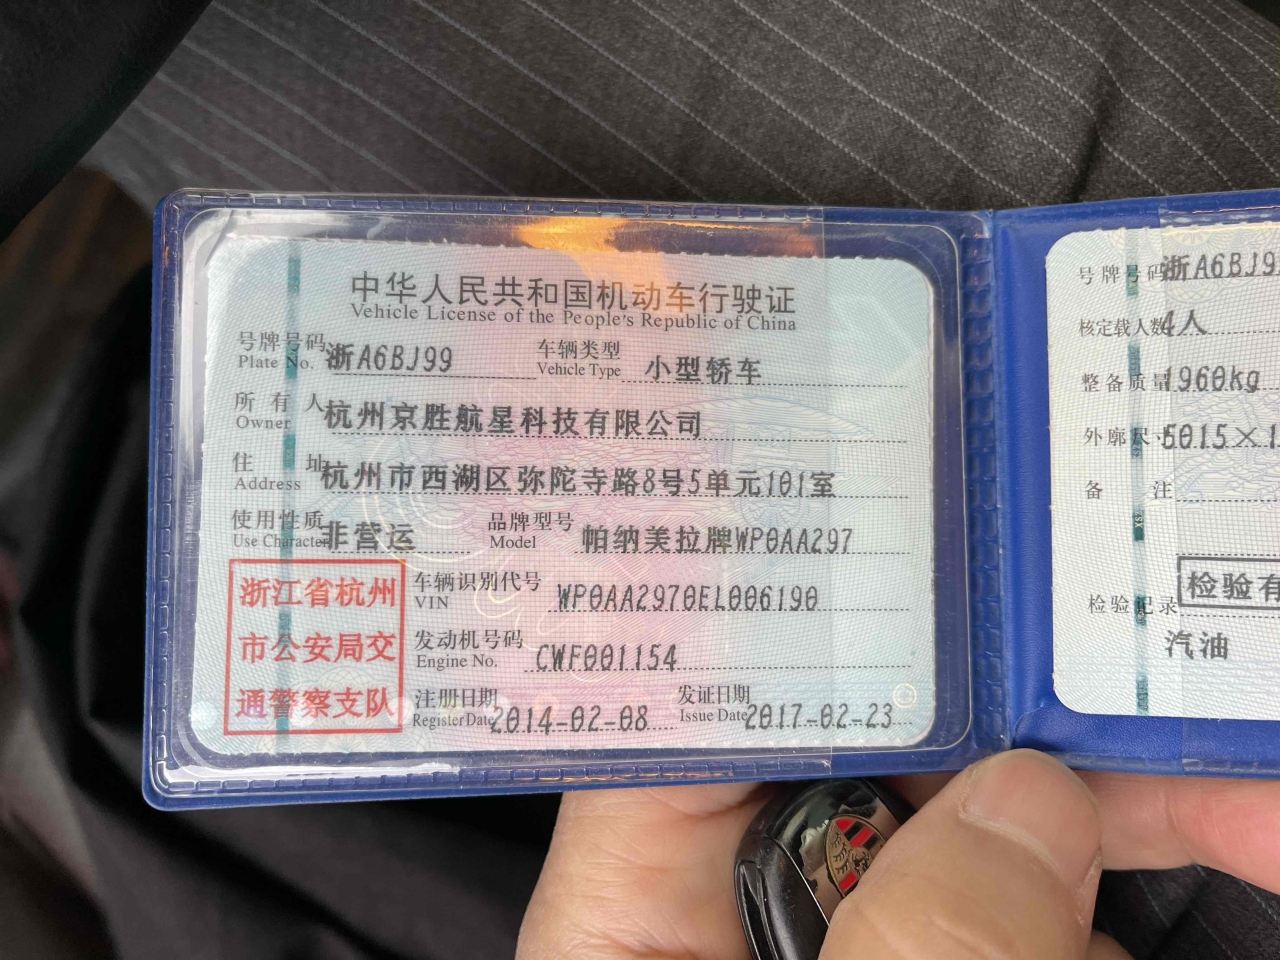 中华人民共和国机动车行驶证
Vehicle License of the People's Republic of China
号牌号码 浙A6BJ99 车辆类型 小型轿车
Plate No. Vehicle Type
所有人 杭州京胜航星科技有限公司
Owner
住址 杭州市西湖区弥陀寺路8号5单元101室
Address
使用性质 非营运 品牌型号 帕纳美拉牌WP0AA297
Use Character Model
浙江省杭州
市公安局交
通警察支队
车辆识别代号 WP0AA2970EL006190
VIN
发动机号码 CWF001154
Engine No.
注册日期 2014-02-08 发证日期 2017-02-23
Register Date Issue Date
号牌号码 浙A6BJ9
核定载人数 4人
整备质量 1960kg
外廓尺寸 5015×1
备注
检验有
检验记录
汽油